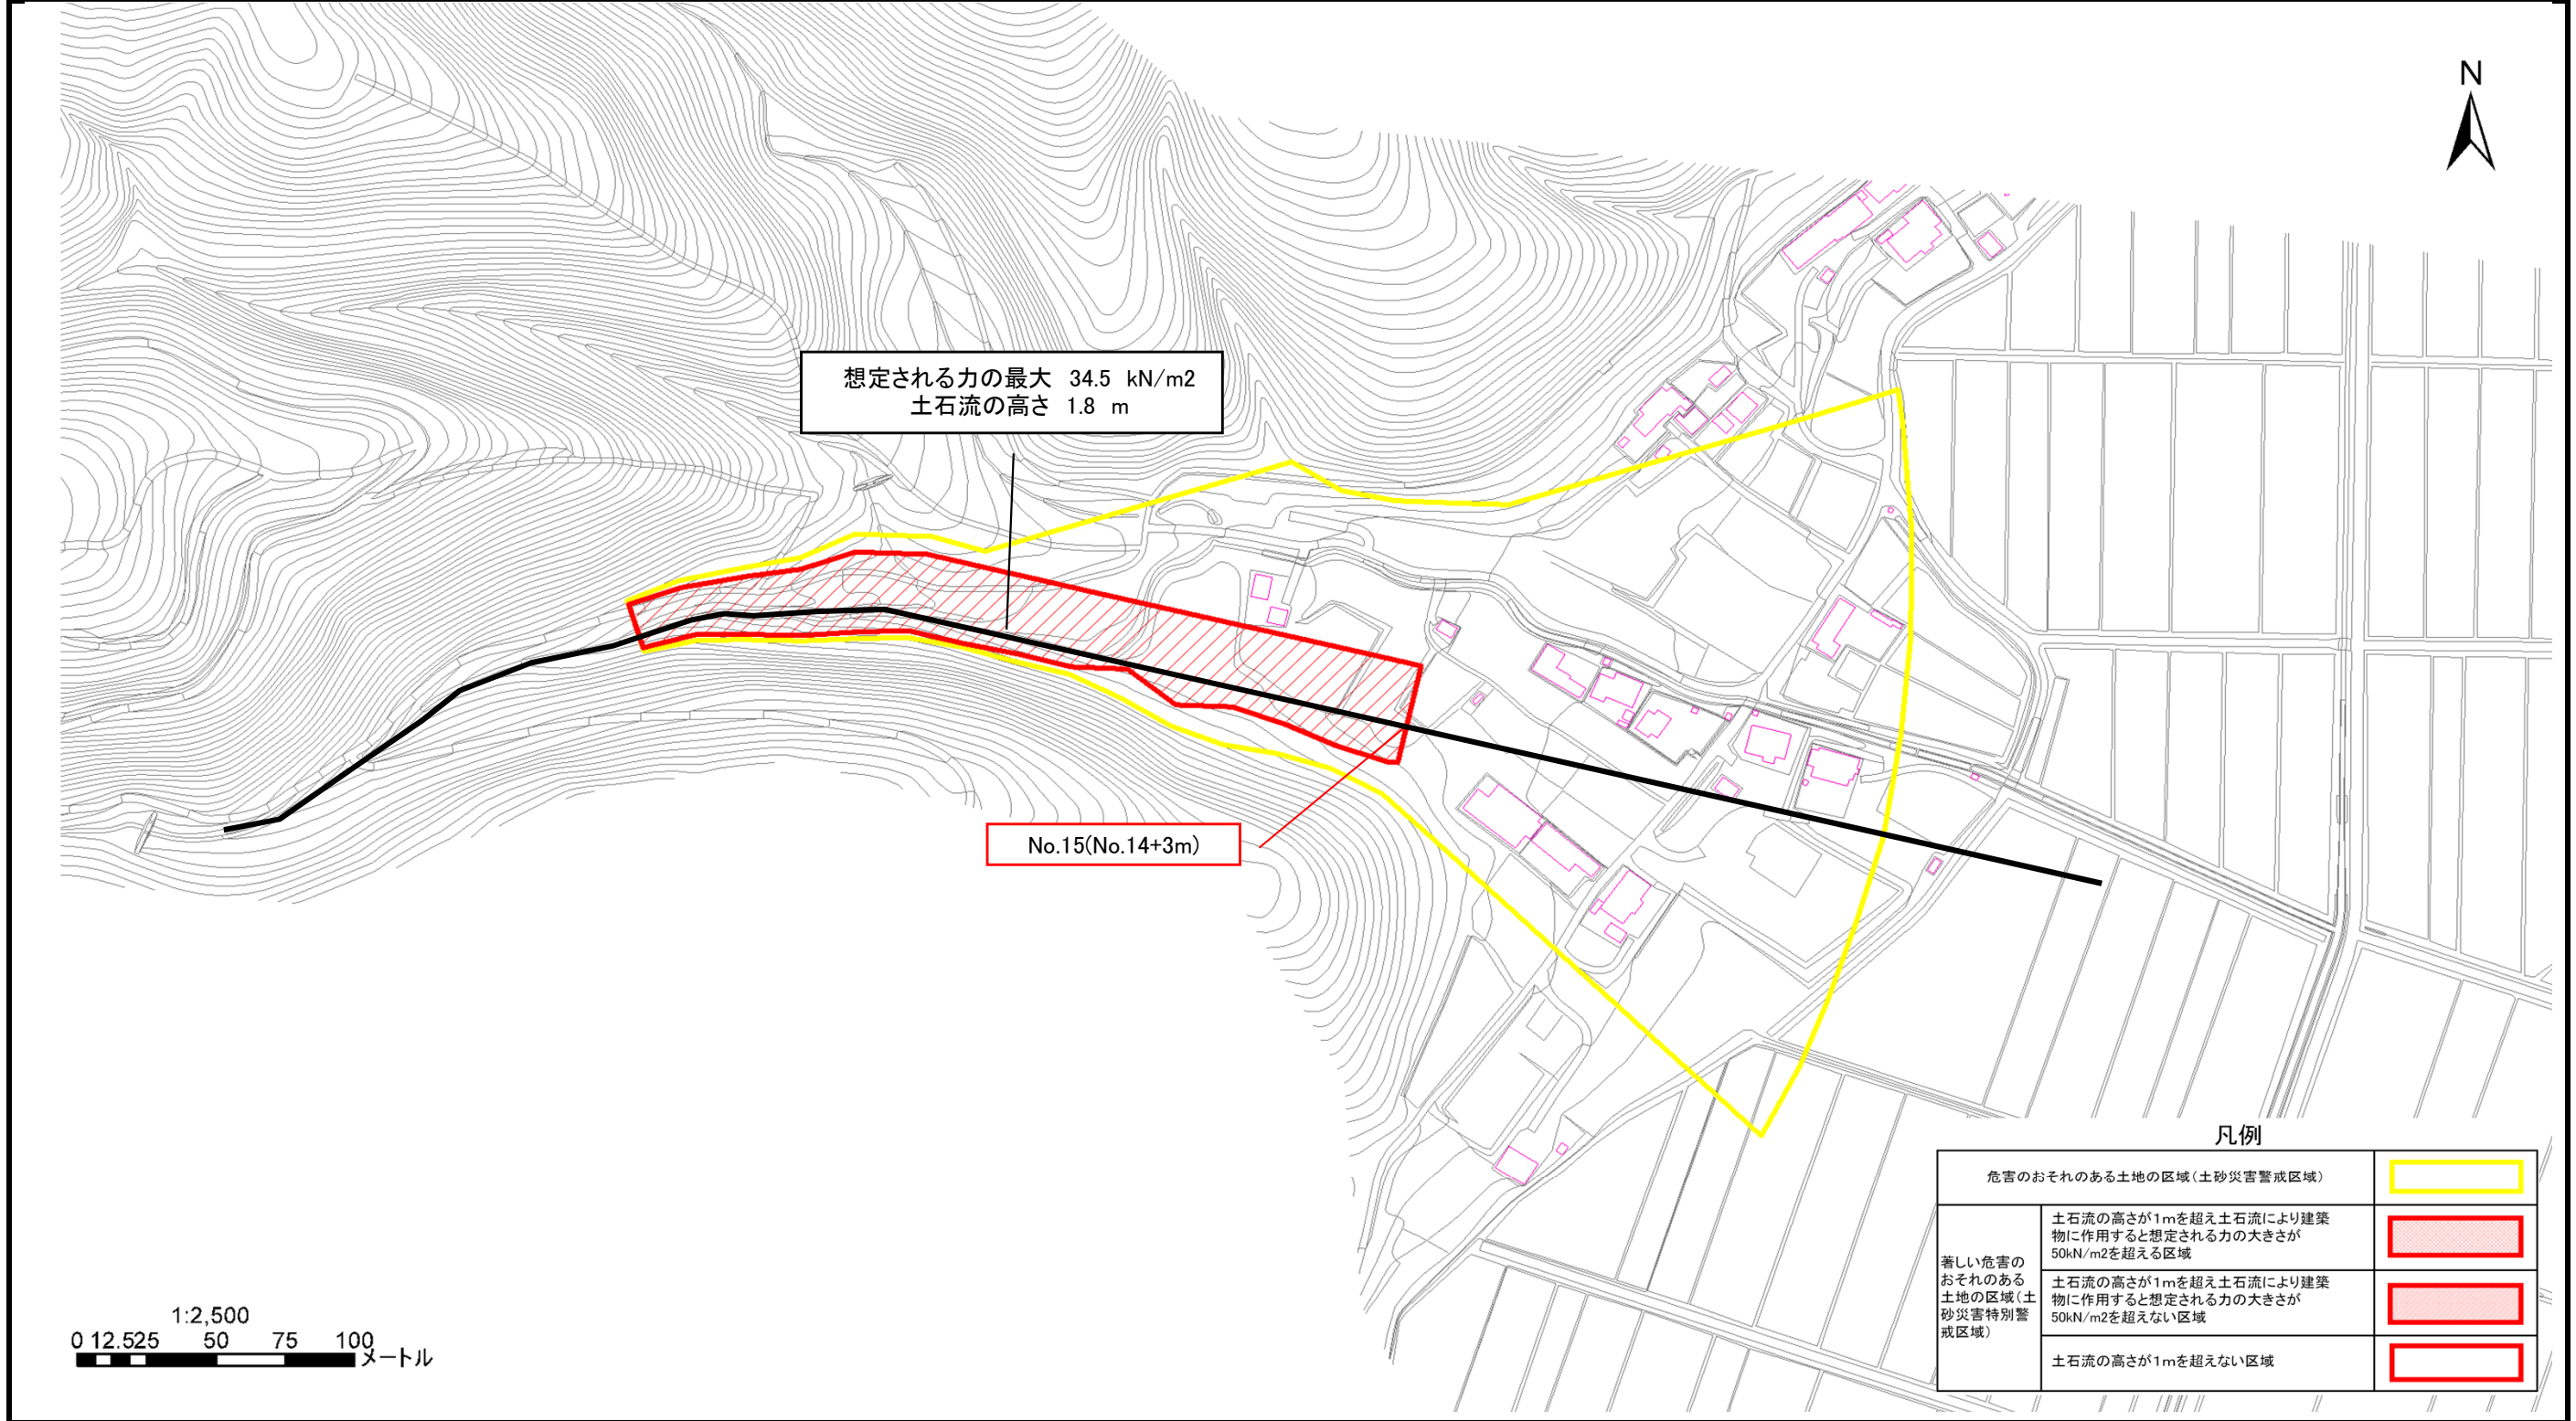 N
想定される力の最大 34.5 kN/m2
土石流の高さ 1.8 m
No.15(No.14+3m)
凡例
危害のおそれのある土地の区域(土砂災害警戒区域)
著しい危害の
おそれのある
土地の区域(土
砂災害特別警
戒区域)
土石流の高さが1mを超え土石流により建築
物に作用すると想定される力の大きさが
50kN/m2を超える区域
土石流の高さが1mを超え土石流により建築
物に作用すると想定される力の大きさが
50kN/m2を超えない区域
土石流の高さが1mを超えない区域
1:2,500
0 12.525 50 75 100
メートル